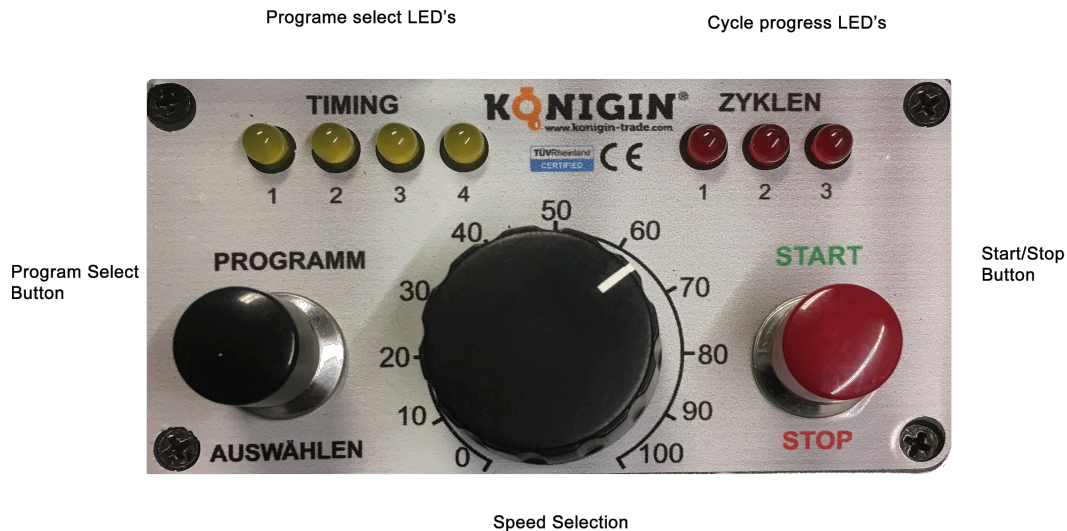 Programe select LED's
Cycle progress LED's
TIMING
KÖNIGIN®
www.konigin-trade.com
ZYKLEN
TÜVRheinland
CERTIFIED
CE
1 2 3 4
1 2 3
PROGRAMM
AUSWÄHLEN
0 10 20 30 40 50 60 70 80 90 100
START
STOP
Program Select
Button
Start/Stop
Button
Speed Selection